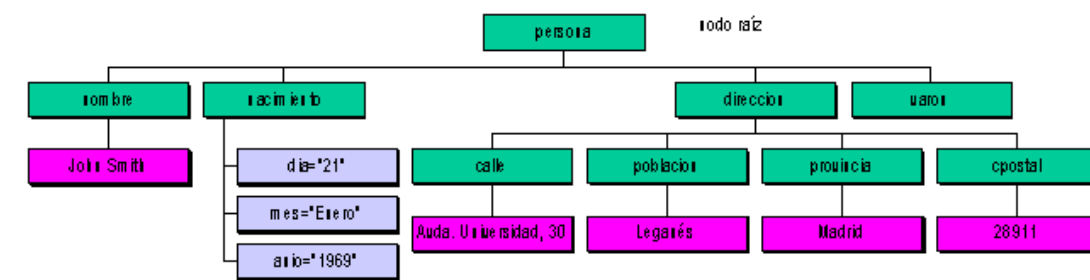 persona
nodo raíz
nombre
nacimiento
direccion
varon
John Smith
dia="21"
calle
poblacion
provincia
cpostal
mes="Enero"
Avda. Universidad, 30
Leganés
Madrid
28911
anio="1969"